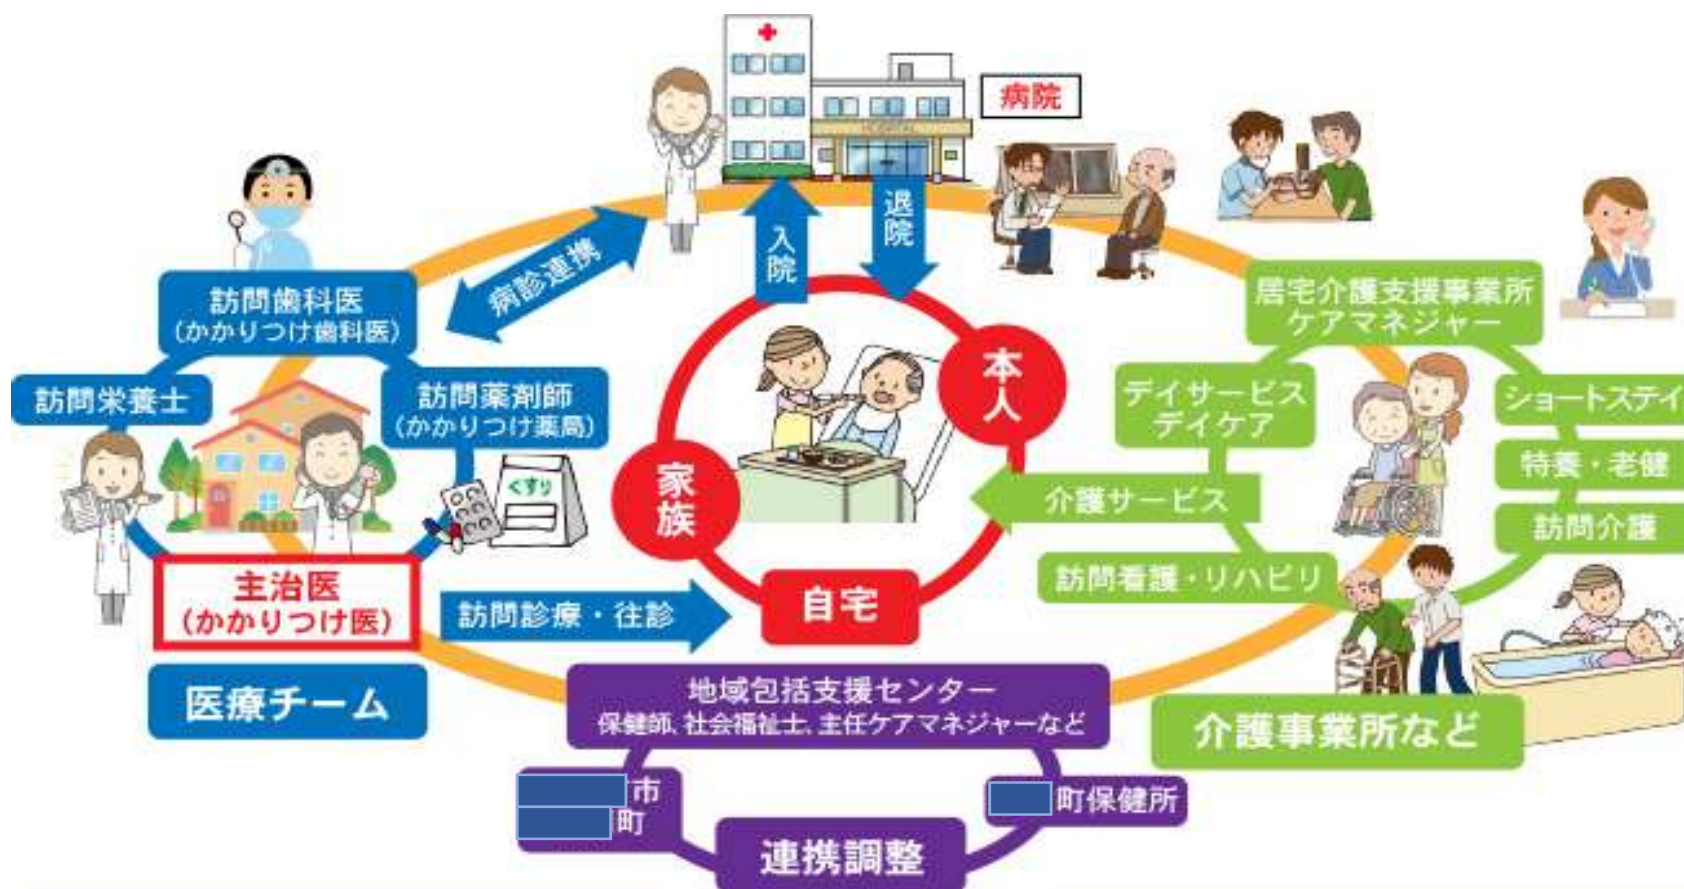 病院
入院
退院
病診連携
訪問歯科医
(かかりつけ歯科医)
訪問栄養士
訪問薬剤師
(かかりつけ薬局)
くすり
主治医
(かかりつけ医)
訪問診療・往診
医療チーム
本人
家族
自宅
居宅介護支援事業所
ケアマネジャー
デイサービス
デイケア
ショートステイ
特養・老健
訪問介護
介護サービス
訪問看護・リハビリ
介護事業所など
地域包括支援センター
保健師、社会福祉士、主任ケアマネジャーなど
市
町
町保健所
連携調整